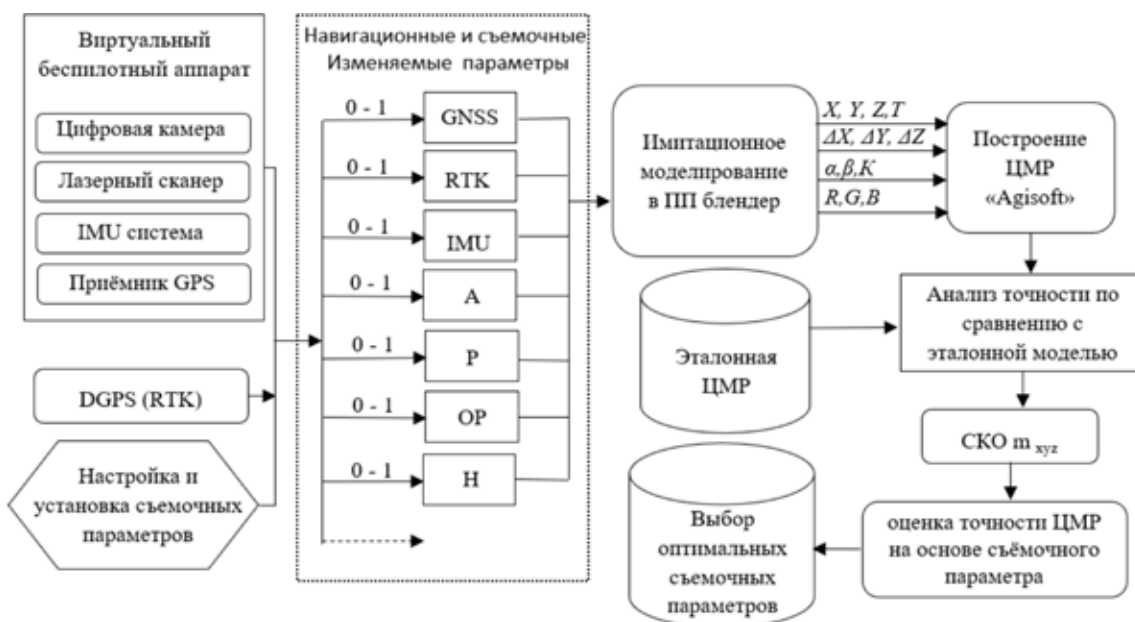 Виртуальный
беспилотный аппарат
Цифровая камера
Лазерный сканер
IMU система
Приёмник GPS
DGPS (RTK)
Настройка и
установка съемочных
параметров
Навигационные и съемочные
Изменяемые параметры
0 - 1
GNSS
0 - 1
RTK
0 - 1
IMU
0 - 1
A
0 - 1
P
0 - 1
OP
0 - 1
H
Имитационное
моделирование
в ПП блендер
X, Y, Z,T
ΔX, ΔY, ΔZ
α,β,K
R,G,B
Построение
ЦМР
«Agisoft»
Эталонная
ЦМР
Анализ точности по
сравнению с
эталонной моделью
СКО m xyz
оценка точности ЦМР
на основе съёмочного
параметра
Выбор
оптимальных
съемочных
параметров